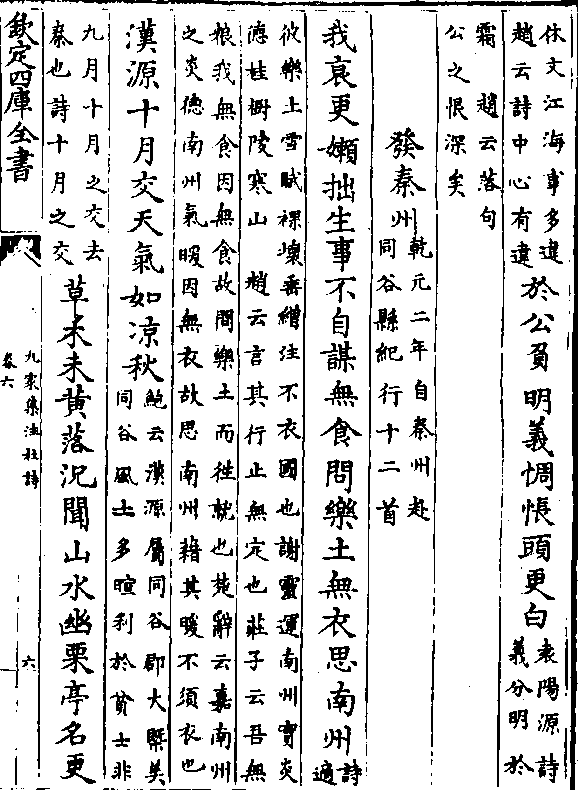 休文江海事多違
趙云詩中心有違
於公負明義惆悵頭更白
袁陽源詩
義分明於
霜　趙云落句
公之恨深矣
發秦州
乾元二年自秦州赴
同谷縣紀行十二首
我衰更嬾拙生事不自謀無食問樂土無衣思南州
詩
適
彼樂土雪賦裸壤垂繒注不衣國也謝靈運南州實炎
德桂樹陵寒山　趙云言其行止無定也莊子云吾無
粮我無食因無食故問樂土而徃就也楚辭云嘉南州
之炎德南州氣暖因無衣故思南州藉其暖不須衣也
漢源十月交天氣如涼秋
鮑云漢源屬同谷郡大槩美
同谷風土多暄利於貧士非
九月十月之交去
秦也詩十月之交
草木未黄落況聞山水幽栗亭名更
欽定四庫全書
九家集注杜詩
卷六
六